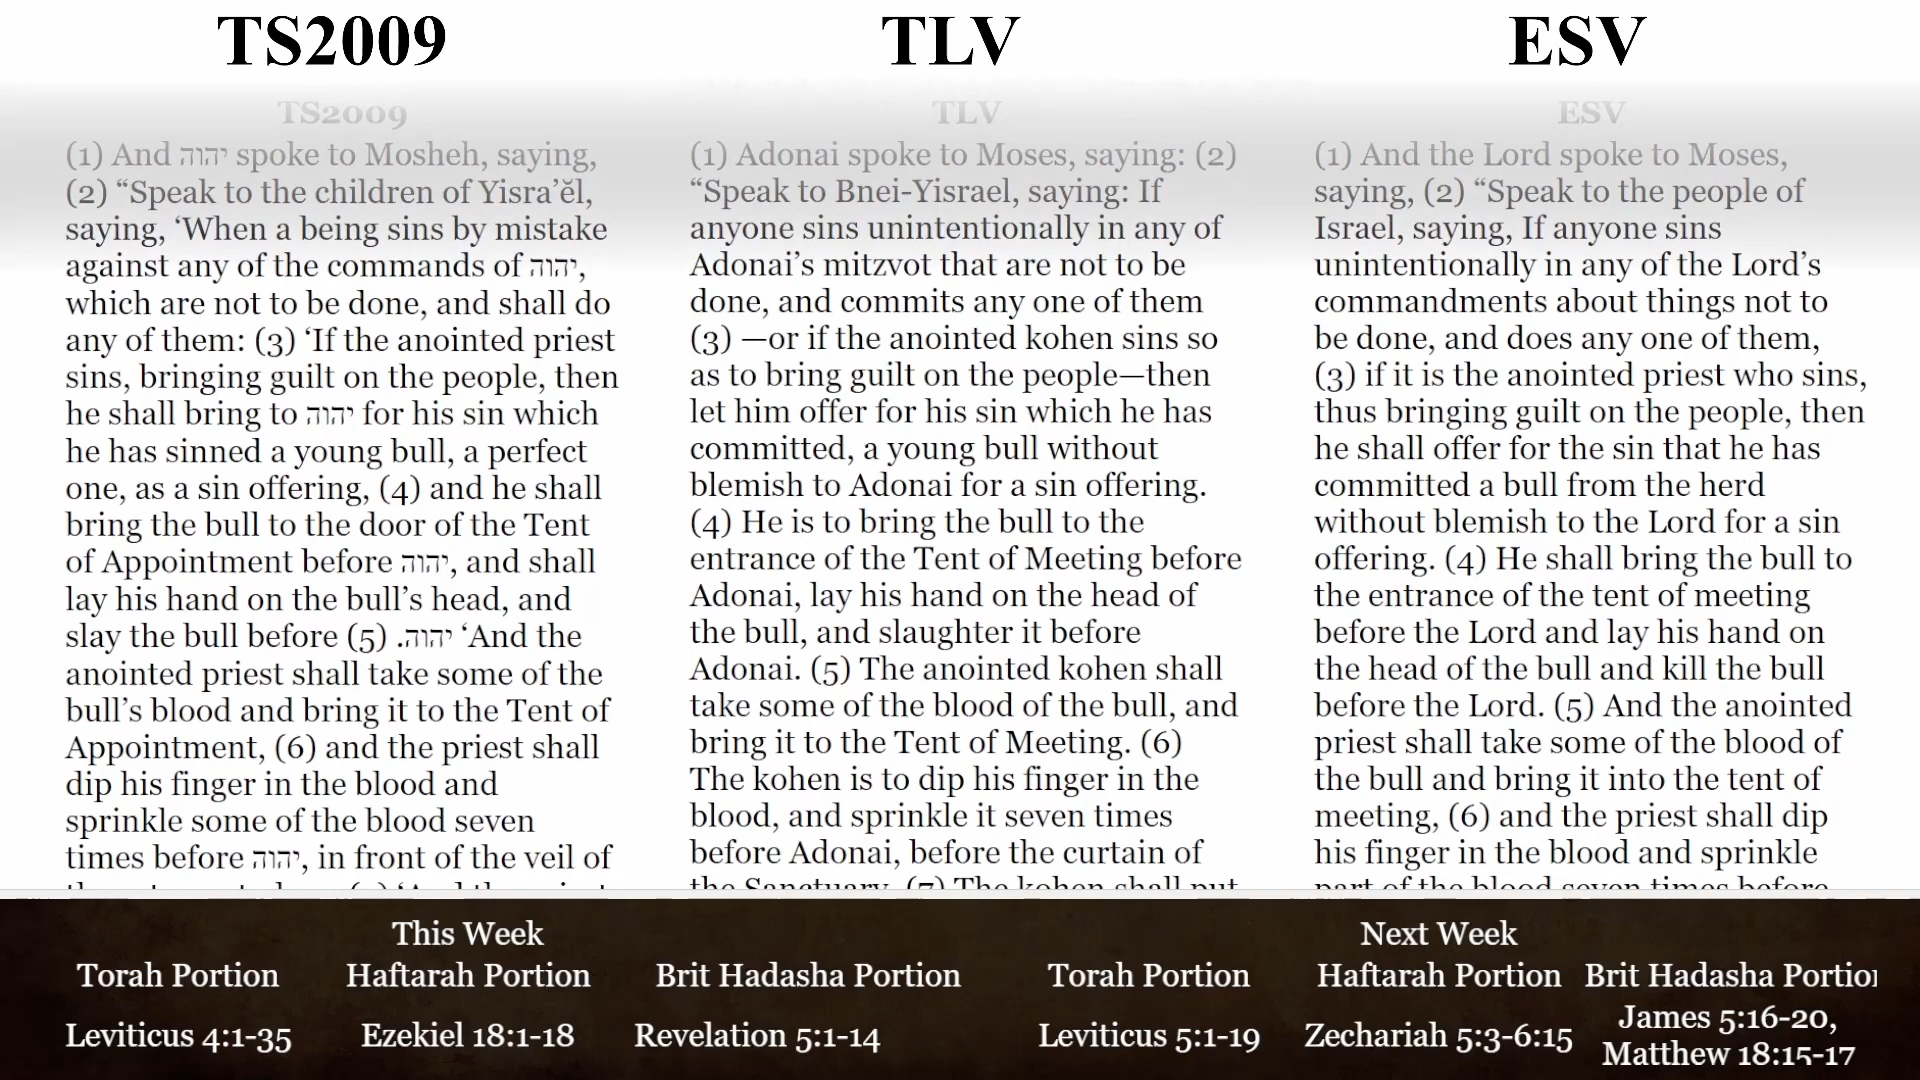 TS2009
TS2009
(1) And יהוה spoke to Mosheh, saying,
(2) “Speak to the children of Yisra’ĕl,
saying, ‘When a being sins by mistake
against any of the commands of יהוה,
which are not to be done, and shall do
any of them: (3) ‘If the anointed priest
sins, bringing guilt on the people, then
he shall bring to יהוה for his sin which
he has sinned a young bull, a perfect
one, as a sin offering, (4) and he shall
bring the bull to the door of the Tent
of Appointment before יהוה, and shall
lay his hand on the bull’s head, and
slay the bull before יהוה. (5) ‘And the
anointed priest shall take some of the
bull’s blood and bring it to the Tent of
Appointment, (6) and the priest shall
dip his finger in the blood and
sprinkle some of the blood seven
times before יהוה, in front of the veil of
TLV
TLV
(1) Adonai spoke to Moses, saying: (2)
“Speak to Bnei-Yisrael, saying: If
anyone sins unintentionally in any of
Adonai’s mitzvot that are not to be
done, and commits any one of them
(3) —or if the anointed kohen sins so
as to bring guilt on the people—then
let him offer for his sin which he has
committed, a young bull without
blemish to Adonai for a sin offering.
(4) He is to bring the bull to the
entrance of the Tent of Meeting before
Adonai, lay his hand on the head of
the bull, and slaughter it before
Adonai. (5) The anointed kohen shall
take some of the blood of the bull, and
bring it to the Tent of Meeting. (6)
The kohen is to dip his finger in the
blood, and sprinkle it seven times
before Adonai, before the curtain of
the Sanctuary. (7) The kohen shall put
ESV
ESV
(1) And the Lord spoke to Moses,
saying, (2) “Speak to the people of
Israel, saying, If anyone sins
unintentionally in any of the Lord’s
commandments about things not to
be done, and does any one of them,
(3) if it is the anointed priest who sins,
thus bringing guilt on the people, then
he shall offer for the sin that he has
committed a bull from the herd
without blemish to the Lord for a sin
offering. (4) He shall bring the bull to
the entrance of the tent of meeting
before the Lord and lay his hand on
the head of the bull and kill the bull
before the Lord. (5) And the anointed
priest shall take some of the blood of
the bull and bring it into the tent of
meeting, (6) and the priest shall dip
his finger in the blood and sprinkle
part of the blood seven times before
This Week
Torah Portion Haftarah Portion Brit Hadasha Portion
Leviticus 4:1-35 Ezekiel 18:1-18 Revelation 5:1-14
Next Week
Torah Portion Haftarah Portion Brit Hadasha Portion
Leviticus 5:1-19 Zechariah 5:3-6:15 James 5:16-20,
Matthew 18:15-17